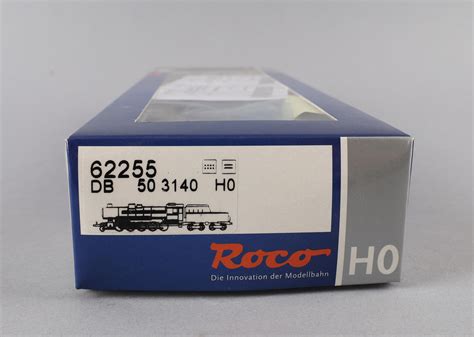 62255
DB 50 3140 H0
Roco
Die Innovation der Modellbahn
H0